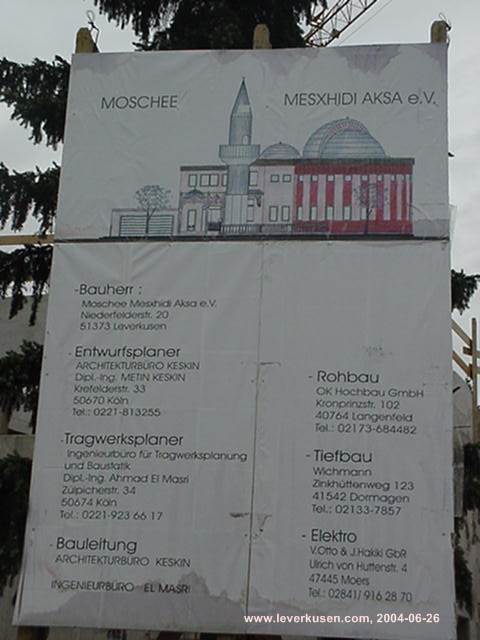 MOSCHEE MESXHIDI AKSA e.V.
-Bauherr :
Moschee Mesxhidi Aksa e.V.
Niederfelderstr. 20
51373 Leverkusen
-Entwurfsplaner
ARCHITEKTURBÜRO KESKIN
Dipl.-Ing. METIN KESKIN
Krefelderstr. 33
50670 Köln
Tel.: 0221-813255
-Tragwerksplaner
Ingenieurbüro für Tragwerksplanung
und Baustatik
Dipl.-Ing. Ahmad El Masri
Zülpicherstr. 34
50674 Köln
Tel.: 0221-923 66 17
-Bauleitung
ARCHITEKTURBÜRO KESKIN
INGENIEURBÜRO EL MASRI
- Rohbau
OK Hochbau GmbH
Kronprinzstr. 102
40764 Langenfeld
Tel.: 02173-684482
- Tiefbau
Wichmann
Zinkhüttenweg 123
41542 Dormagen
Tel.: 02133-7857
- Elektro
V.Otto & J.Hakki GbR
Ulrich von Huttenstr. 4
47445 Moers
Tel.: 02841/ 916 28 70
www.leverkusen.com, 2004-06-26